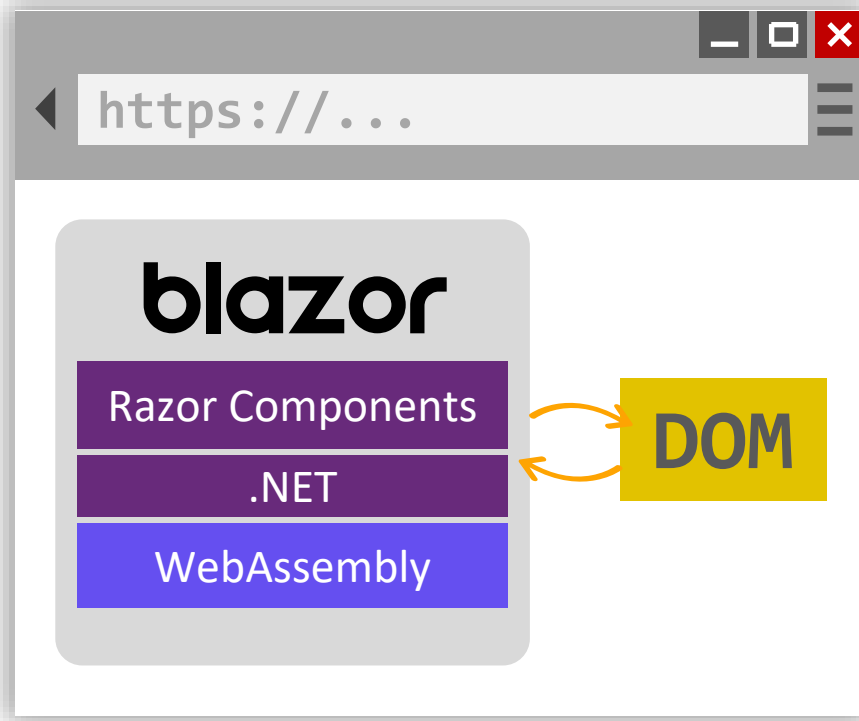 https://...
blazor
Razor Components
.NET
WebAssembly
DOM